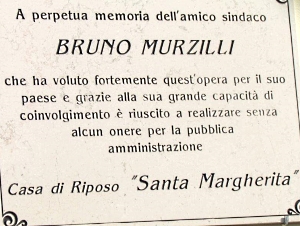 A perpetua memoria dell'amico sindaco
BRUNO MURZILLI
che ha voluto fortemente quest'opera per il suo
paese e grazie alla sua grande capacità di
coinvolgimento è riuscito a realizzare senza
alcun onere per la pubblica
amministrazione
Casa di Riposo "Santa Margherita"